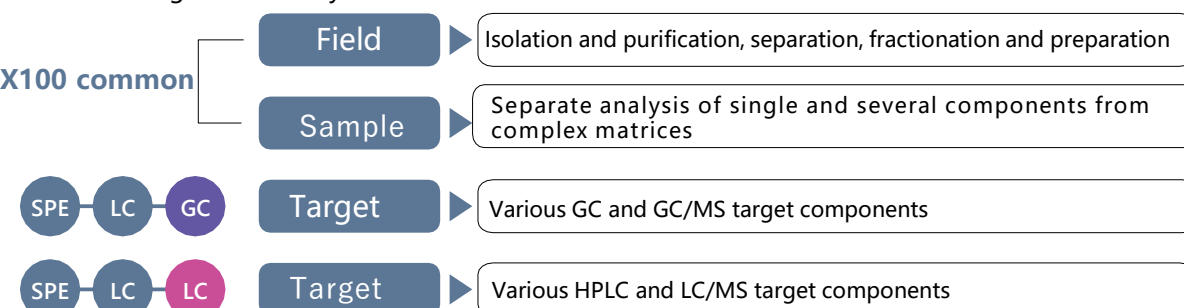 Field
Isolation and purification, separation, fractionation and preparation
X100 common
Sample
Separate analysis of single and several components from
complex matrices
SPE LC GC
Target
Various GC and GC/MS target components
SPE LC LC
Target
Various HPLC and LC/MS target components